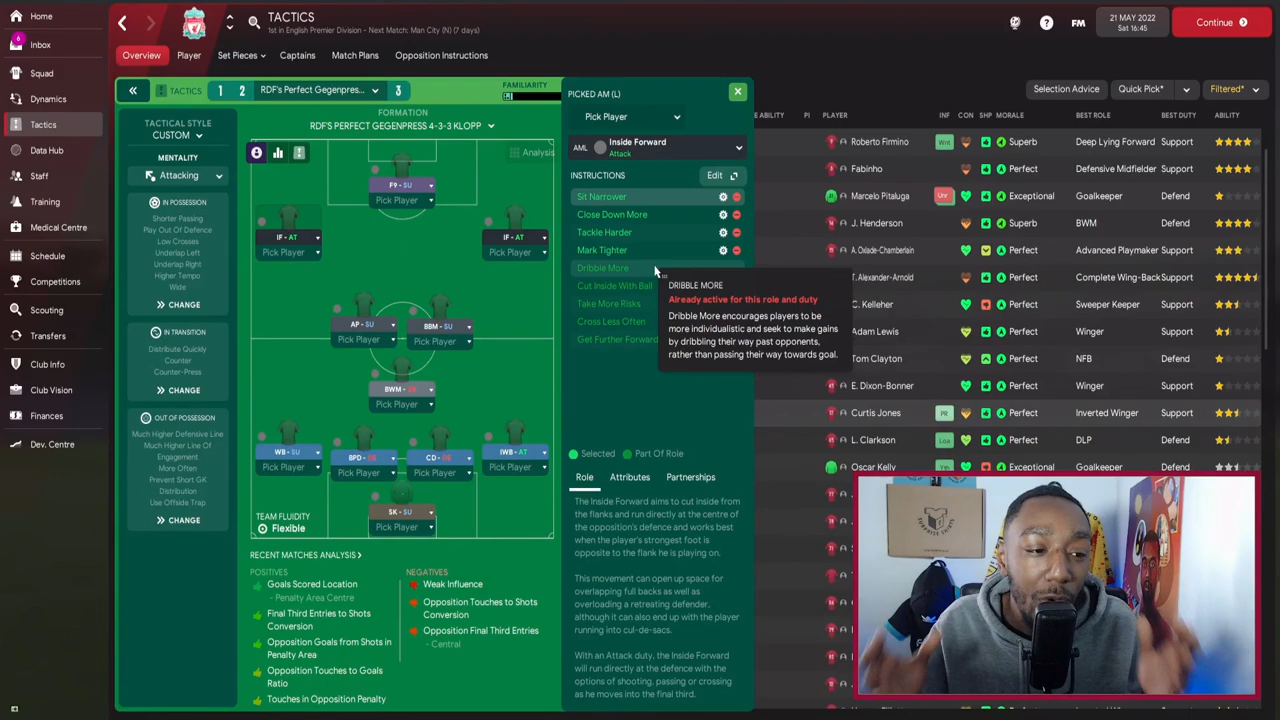 Home
TACTICS
1st in English Premier Division - Next Match: Man City (N) (7 days)
FM
21 MAY 2022
Sat 16:45
Continue
6
Inbox
Squad
Dynamics
Tactics
Data Hub
Staff
Training
Medical Centre
Schedule
Competitions
Scouting
Transfers
Club Info
Club Vision
Finances
Dev. Centre
Overview
Player
Set Pieces
Captains
Match Plans
Opposition Instructions
TACTICS
1
2
RDF's Perfect Gegenpres...
3
FAMILIARITY
TACTICAL STYLE
CUSTOM
MENTALITY
Attacking
IN POSSESSION
Shorter Passing
Play Out Of Defence
Low Crosses
Underlap Left
Underlap Right
Higher Tempo
Wide
CHANGE
IN TRANSITION
Distribute Quickly
Counter
Counter-Press
CHANGE
OUT OF POSSESSION
Much Higher Defensive Line
Much Higher Line Of
Engagement
More Often
Prevent Short GK
Distribution
Use Offside Trap
CHANGE
FORMATION
RDF'S PERFECT GEGENPRESS 4-3-3 KLOPP
Analysis
F9 - SU
Pick Player
IF - AT
Pick Player
IF - AT
Pick Player
AP - SU
Pick Player
BBM - SU
Pick Player
BWM - DE
Pick Player
WB - SU
Pick Player
BPD - DE
Pick Player
CD - DE
Pick Player
IWB - AT
Pick Player
SK - SU
Pick Player
TEAM FLUIDITY
Flexible
RECENT MATCHES ANALYSIS
POSITIVES
Goals Scored Location
- Penalty Area Centre
Final Third Entries to Shots
Conversion
Opposition Goals from Shots in
Penalty Area
Opposition Touches to Goals
Ratio
Touches in Opposition Penalty
NEGATIVES
Weak Influence
Opposition Touches to Shots
Conversion
Opposition Final Third Entries
- Central
PICKED AM (L)
Pick Player
AML
Inside Forward
Attack
INSTRUCTIONS
Edit
Sit Narrower
Close Down More
Tackle Harder
Mark Tighter
Dribble More
Cut Inside With Ball
Take More Risks
Cross Less Often
Get Further Forward
DRIBBLE MORE
Already active for this role and duty
Dribble More encourages players to be
more individualistic and seek to make gains
by dribbling their way past opponents,
rather than passing their way towards goal.
Selected
Part Of Role
Role
Attributes
Partnerships
The Inside Forward aims to cut inside from
the flanks and run directly at the centre of
the opposition's defence and works best
when the player's strongest foot is
opposite to the flank he is playing on.
This movement can open up space for
overlapping full backs as well as
overloading a retreating defender,
although it can also end up with the player
running into cul-de-sacs.
With an Attack duty, the Inside Forward
will run directly at the defence with the
options of shooting, passing or crossing
as he moves into the final third.
Selection Advice
Quick Pick*
Filtered*
E ABILITY
PI
PLAYER
INF
CON
SHP
MORALE
BEST ROLE
BEST DUTY
ABILITY
Roberto Firmino Wnt Superb Deep Lying Forward Support
Fabinho Perfect Defensive Midfielder Support
Marcelo Pitaluga Unr Exceptional Goalkeeper Defend
J. Henderson Superb BWM Support
A. Oxlade-Chamberlain Perfect Advanced Playmaker Support
T. Alexander-Arnold Perfect Complete Wing-Back Support
C. Kelleher Perfect Sweeper Keeper Defend
Adam Lewis Perfect Winger Support
Tom Clayton Perfect NFB Defend
E. Dixon-Bonner Perfect Winger Support
Curtis Jones PR Perfect Inverted Winger Support
L. Clarkson Loa Perfect DLP Defend
Oscar Kelly Yth Exceptional Goalkeeper Defend
SURPRISE SHIRTS